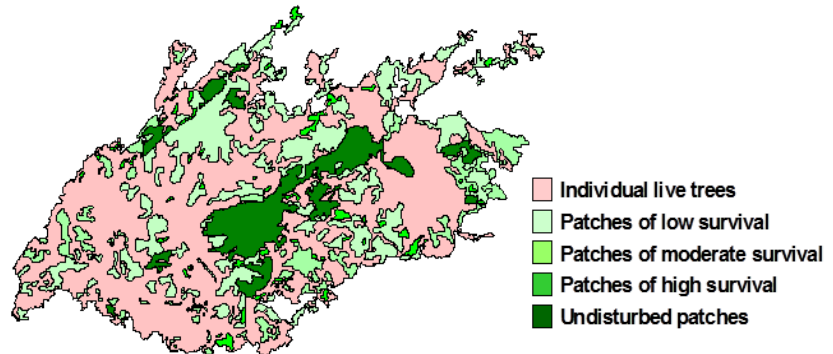 Individual live trees
Patches of low survival
Patches of moderate survival
Patches of high survival
Undisturbed patches